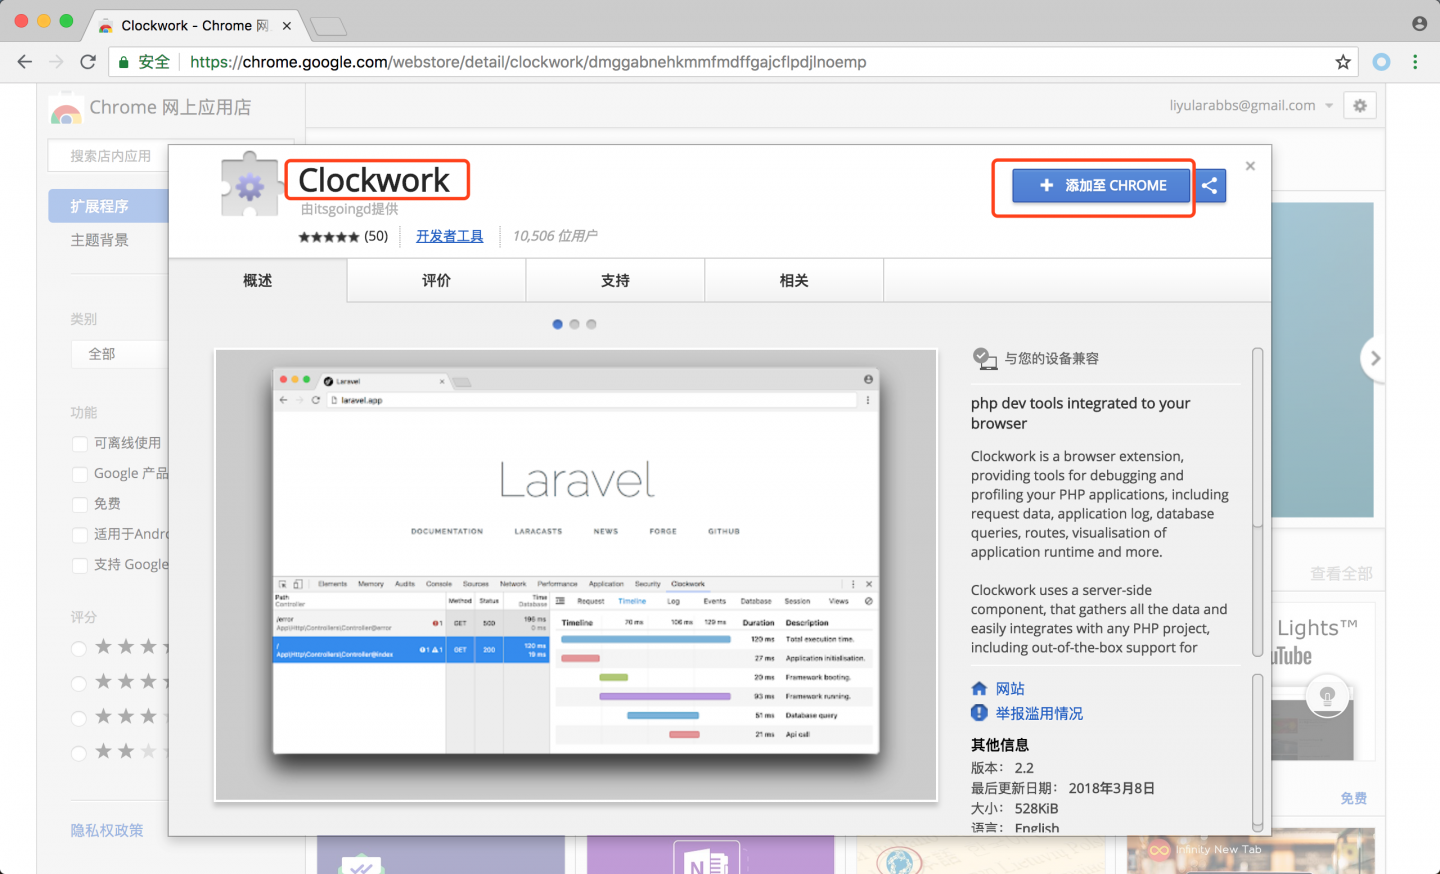 Clockwork - Chrome 网
安全
https://chrome.google.com/webstore/detail/clockwork/dmggabnehkmmfmdffgajcflpdjlnoemp
Chrome 网上应用店
liyularabbs@gmail.com
搜索店内应用
扩展程序
主题背景
类别
全部
功能
可离线使用
Google 产品
免费
适用于Andro
支持 Google
评分
隐私权政策
Clockwork
由itsgoingd提供
(50)
开发者工具
10,506 位用户
添加至 CHROME
概述
评价
支持
相关
Laravel
laravel.app
Laravel
DOCUMENTATION LARACASTS NEWS FORGE GITHUB
Elements Memory Audits Console Sources Network Performance Application Security Clockwork
Path
Controller
Method Status
Time
Database
Request Timeline Log Events Database Session Views
/error
App\Http\Controllers\Controller@error
1 GET 500
196 ms
0 ms
/
App\Http\Controllers\Controller@index
1 1 GET 200
120 ms
19 ms
Timeline 70 ms 106 ms 129 ms Duration Description
129 ms Total execution time.
27 ms Application initialisation.
20 ms Framework booting.
93 ms Framework running.
51 ms Database query
21 ms Api call
与您的设备兼容
php dev tools integrated to your
browser
Clockwork is a browser extension,
providing tools for debugging and
profiling your PHP applications, including
request data, application log, database
queries, routes, visualisation of
application runtime and more.
Clockwork uses a server-side
component, that gathers all the data and
easily integrates with any PHP project,
including out-of-the-box support for
网站
举报滥用情况
其他信息
版本： 2.2
最后更新日期： 2018年3月8日
大小： 528KiB
语言： English
查看全部
Lights™
uTube
免费
N
Infinity New Tab